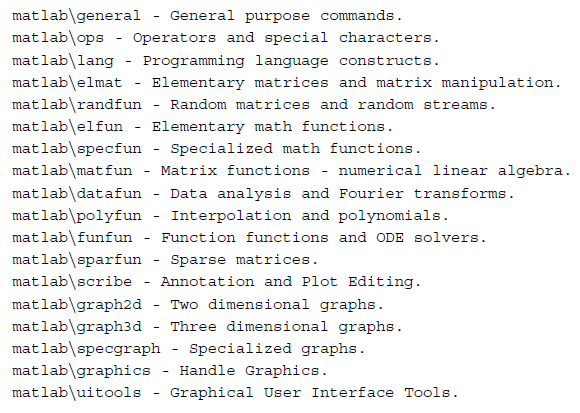 matlab\general - General purpose commands.
matlab\ops - Operators and special characters.
matlab\lang - Programming language constructs.
matlab\elmat - Elementary matrices and matrix manipulation.
matlab\randfun - Random matrices and random streams.
matlab\elfun - Elementary math functions.
matlab\specfun - Specialized math functions.
matlab\matfun - Matrix functions - numerical linear algebra.
matlab\datafun - Data analysis and Fourier transforms.
matlab\polyfun - Interpolation and polynomials.
matlab\funfun - Function functions and ODE solvers.
matlab\sparfun - Sparse matrices.
matlab\scribe - Annotation and Plot Editing.
matlab\graph2d - Two dimensional graphs.
matlab\graph3d - Three dimensional graphs.
matlab\specgraph - Specialized graphs.
matlab\graphics - Handle Graphics.
matlab\uitools - Graphical User Interface Tools.